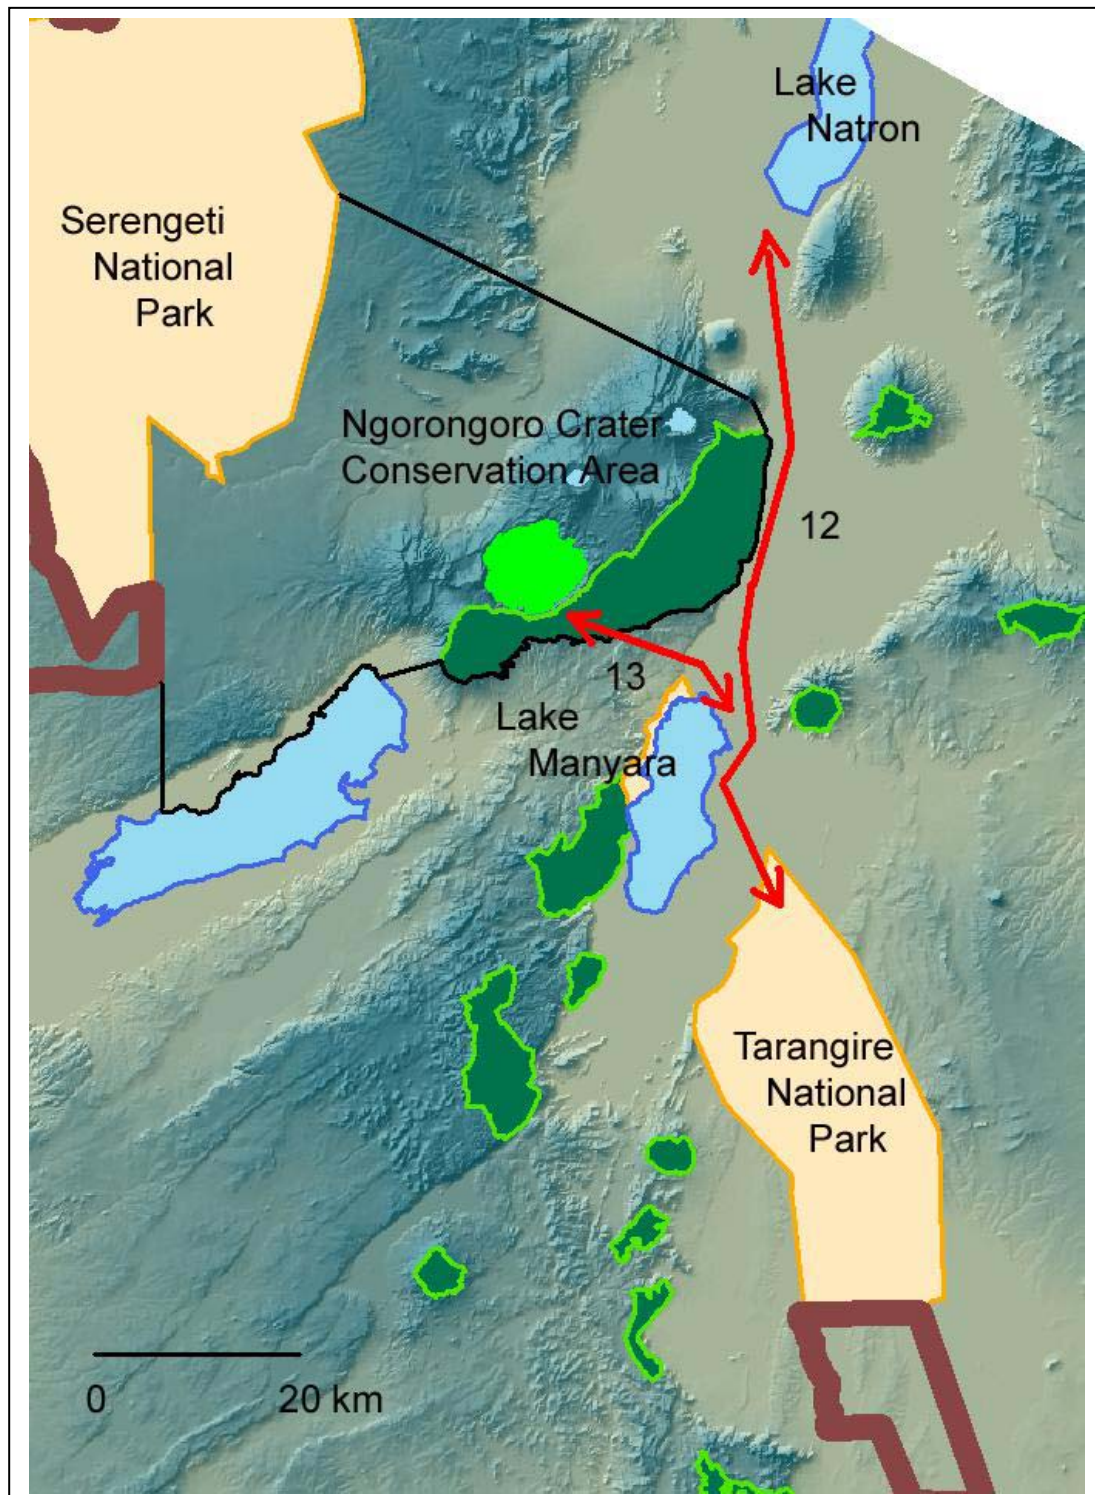 Lake
Natron
Serengeti
National
Park
Ngorongoro Crater
Conservation Area
12
13
Lake
Manyara
Tarangire
National
Park
0 20 km